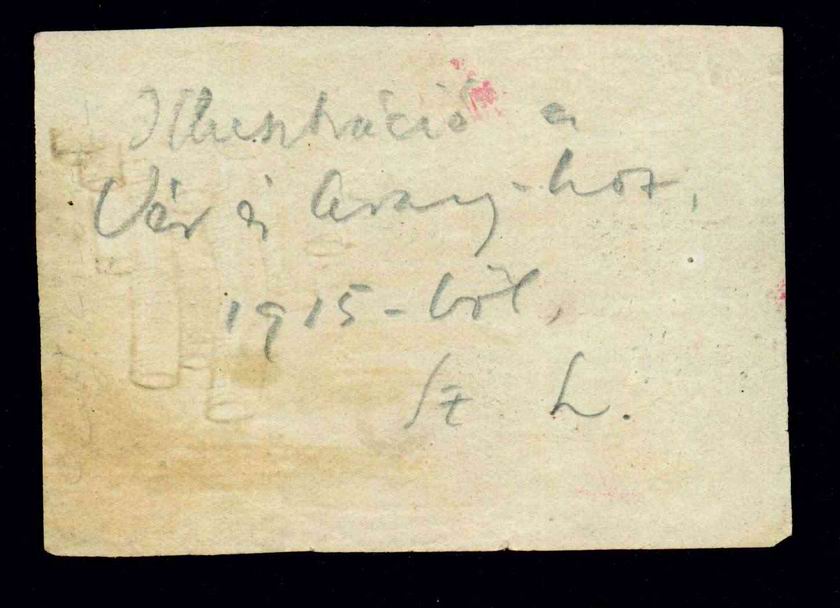 Illusztráció a
Vér és Arany-hoz,
1915-ből,
Sz. L.